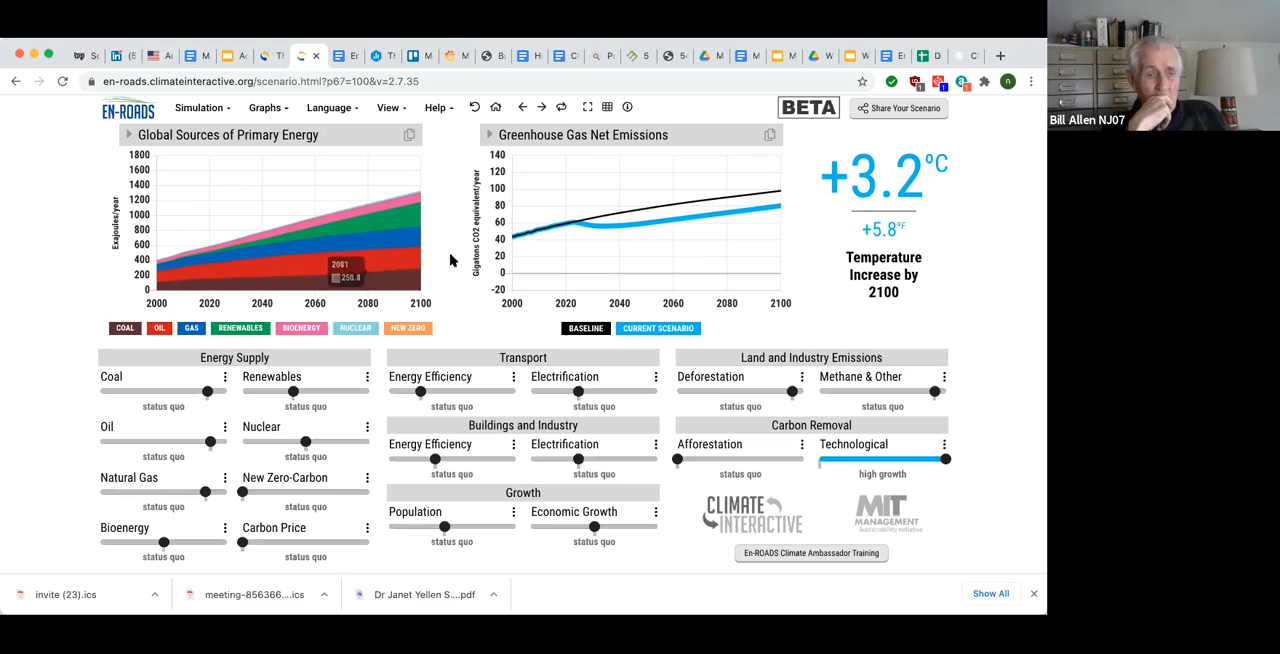 en-roads.climateinteractive.org/scenario.html?p67=100&v=2.7.35
Bill Allen NJ07
EN-ROADS
Simulation Graphs Language View Help
BETA
Share Your Scenario
Global Sources of Primary Energy
Greenhouse Gas Net Emissions
Exajoules/year
1800
1600
1400
1200
1000
800
600
400
200
0
2000 2020 2040 2060 2080 2100
2081
250.8
Gigatons CO2 equivalent/year
140
120
100
80
60
40
20
0
-20
2000 2020 2040 2060 2080 2100
+3.2°C
+5.8°F
Temperature
Increase by
2100
COAL OIL GAS RENEWABLES BIOENERGY NUCLEAR NEW ZERO
BASELINE CURRENT SCENARIO
Energy Supply
Coal Renewables
status quo status quo
Oil Nuclear
status quo status quo
Natural Gas New Zero-Carbon
status quo status quo
Bioenergy Carbon Price
status quo status quo
Transport
Energy Efficiency Electrification
status quo status quo
Buildings and Industry
Energy Efficiency Electrification
status quo status quo
Growth
Population Economic Growth
status quo status quo
Land and Industry Emissions
Deforestation Methane & Other
status quo status quo
Carbon Removal
Afforestation Technological
status quo high growth
CLIMATE
INTERACTIVE
MIT
MANAGEMENT
Sustainability Initiative
En-ROADS Climate Ambassador Training
invite (23).ics
meeting-856366....ics
Dr Janet Yellen S....pdf
Show All